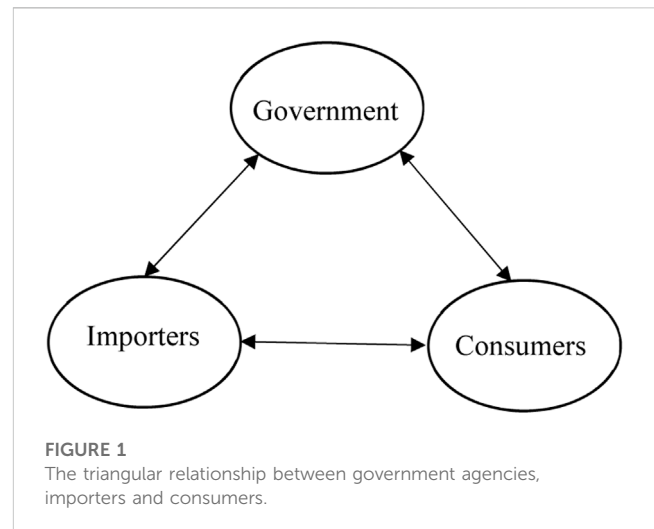 Government
Importers
Consumers
FIGURE 1
The triangular relationship between government agencies,
importers and consumers.